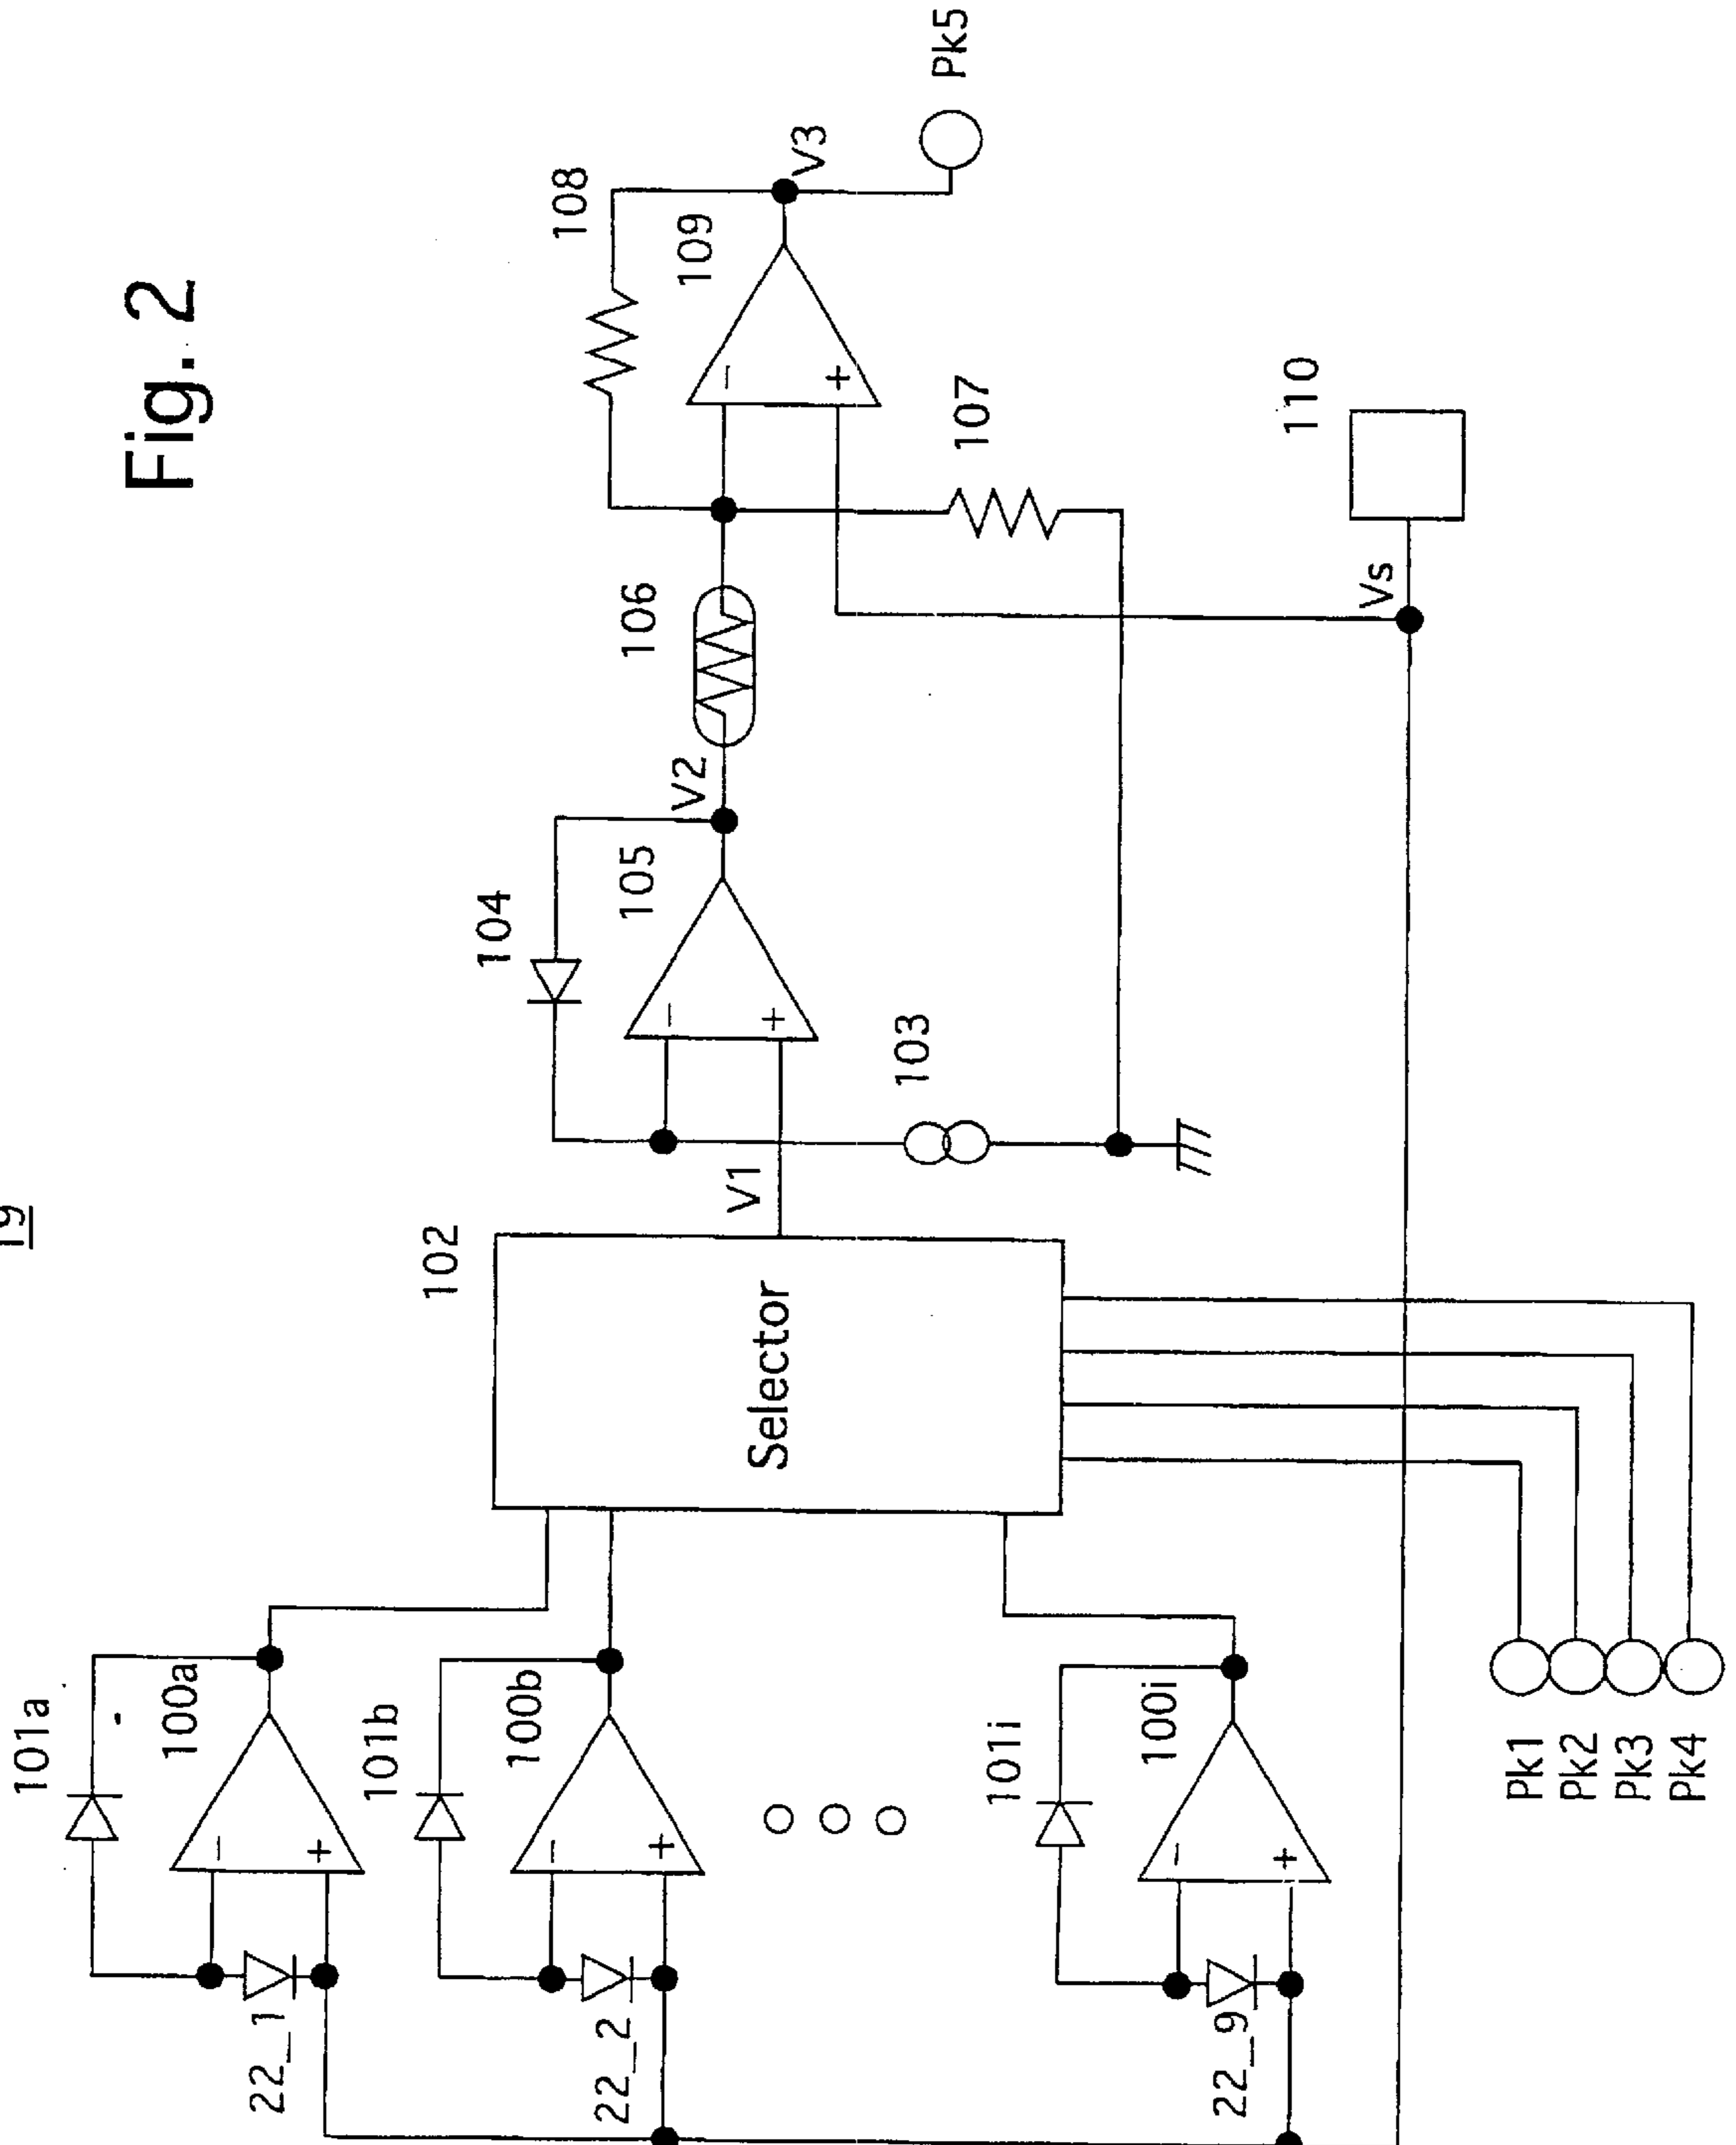 Fig. 2
19
101a
100a
22_1
101b
100b
22_2
101i
100i
22_9
102
Selector
V1
104
105
103
V2
106
108
109
V3
107
Pk5
Vs
110
Pk1
Pk2
Pk3
Pk4